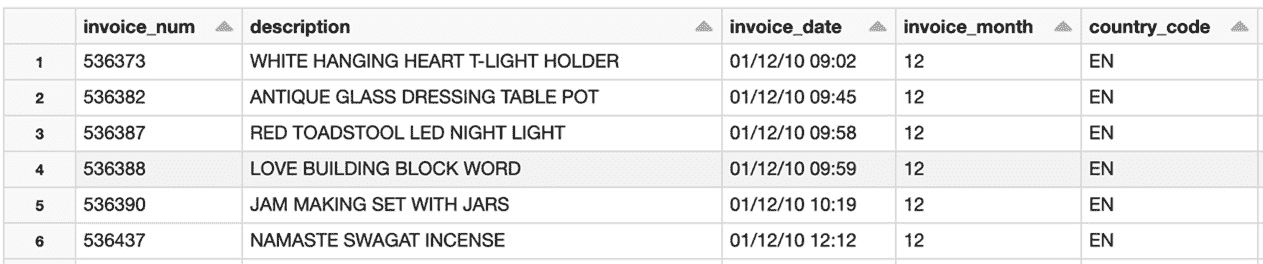 invoice_num description invoice_date invoice_month country_code
1 536373 WHITE HANGING HEART T-LIGHT HOLDER 01/12/10 09:02 12 EN
2 536382 ANTIQUE GLASS DRESSING TABLE POT 01/12/10 09:45 12 EN
3 536387 RED TOADSTOOL LED NIGHT LIGHT 01/12/10 09:58 12 EN
4 536388 LOVE BUILDING BLOCK WORD 01/12/10 09:59 12 EN
5 536390 JAM MAKING SET WITH JARS 01/12/10 10:19 12 EN
6 536437 NAMASTE SWAGAT INCENSE 01/12/10 12:12 12 EN